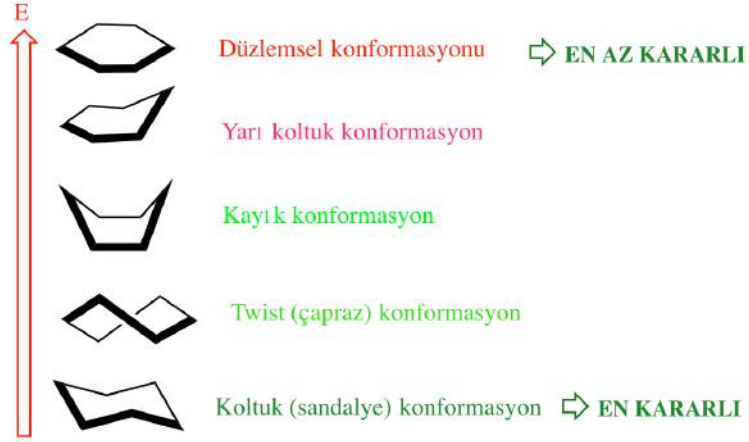 E
Düzlemsel konformasyonu EN AZ KARARLI
Yarı koltuk konformasyon
Kayık konformasyon
Twist (çapraz) konformasyon
Koltuk (sandalye) konformasyon EN KARARLI